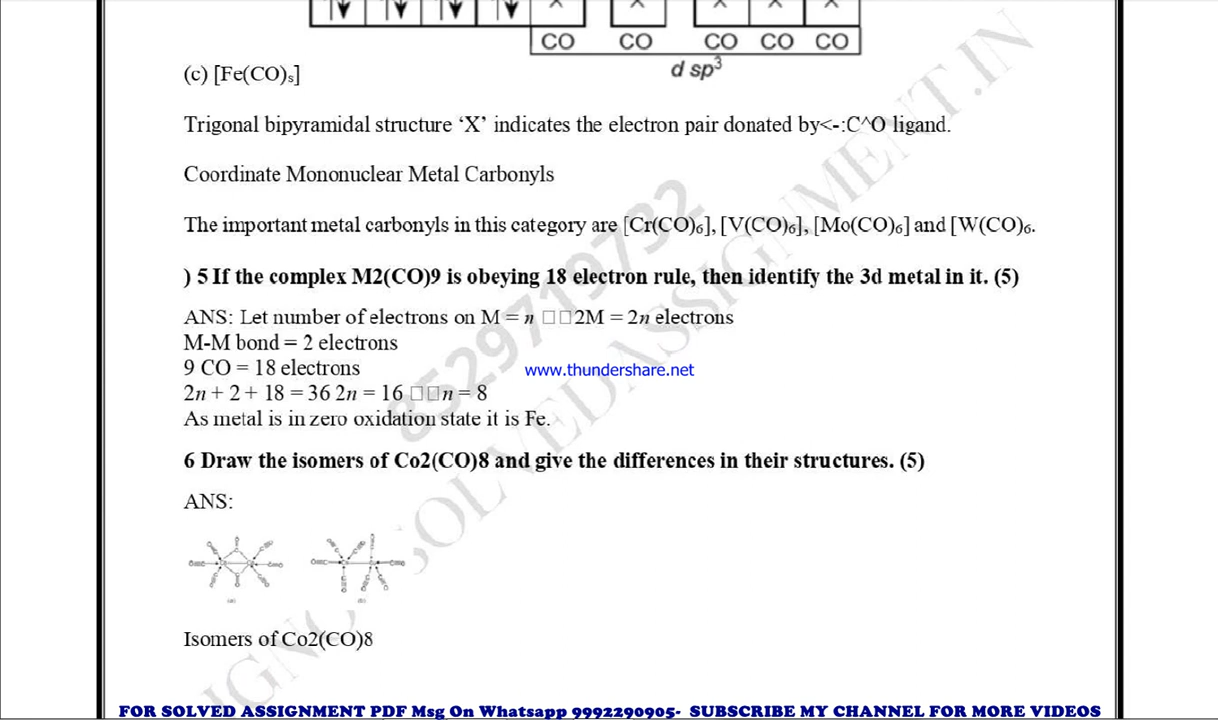 CO CO CO CO CO
d sp³
(c) [Fe(CO)₅]
Trigonal bipyramidal structure ‘X’ indicates the electron pair donated by<-:C^O ligand.
Coordinate Mononuclear Metal Carbonyls
The important metal carbonyls in this category are [Cr(CO)₆], [V(CO)₆], [Mo(CO)₆] and [W(CO)₆.
) 5 If the complex M2(CO)9 is obeying 18 electron rule, then identify the 3d metal in it. (5)
ANS: Let number of electrons on M = n □□2M = 2n electrons
M-M bond = 2 electrons
9 CO = 18 electrons
www.thundershare.net
2n + 2 + 18 = 36 2n = 16 □□n = 8
As metal is in zero oxidation state it is Fe.
6 Draw the isomers of Co2(CO)8 and give the differences in their structures. (5)
ANS:
Isomers of Co2(CO)8
8529719732
IGNOU SOLVEDASSIGNMENT.IN
FOR SOLVED ASSIGNMENT PDF Msg On Whatsapp 9992290905- SUBSCRIBE MY CHANNEL FOR MORE VIDEOS